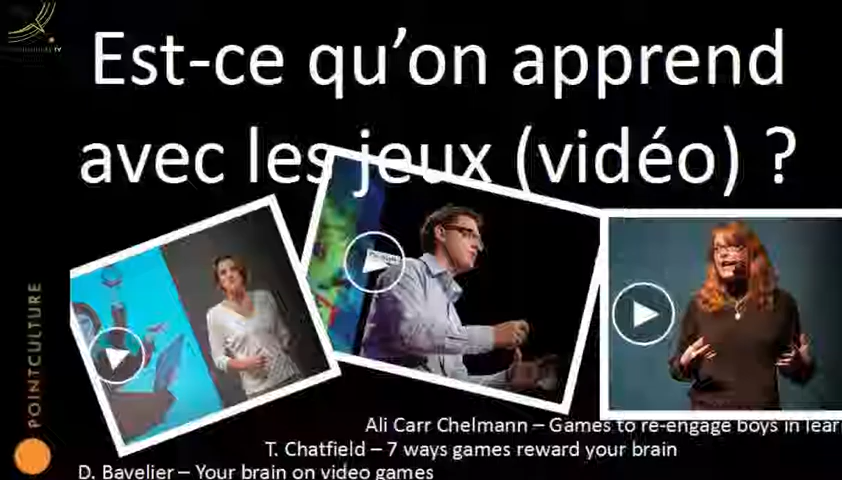 Est-ce qu’on apprend
avec les jeux (vidéo) ?
POINTCULTURE
Ali Carr Chelmann – Games to re-engage boys in lear
T. Chatfield – 7 ways games reward your brain
D. Bavelier – Your brain on video games